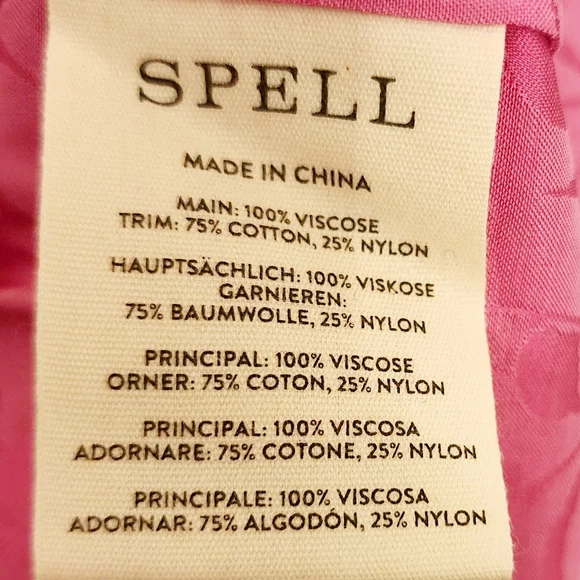 SPELL
MADE IN CHINA
MAIN: 100% VISCOSE
TRIM: 75% COTTON, 25% NYLON
HAUPTSÄCHLICH: 100% VISKOSE
GARNIEREN:
75% BAUMWOLLE, 25% NYLON
PRINCIPAL: 100% VISCOSE
ORNER: 75% COTON, 25% NYLON
PRINCIPAL: 100% VISCOSA
ADORNARE: 75% COTONE, 25% NYLON
PRINCIPALE: 100% VISCOSA
ADORNAR: 75% ALGODÓN, 25% NYLON